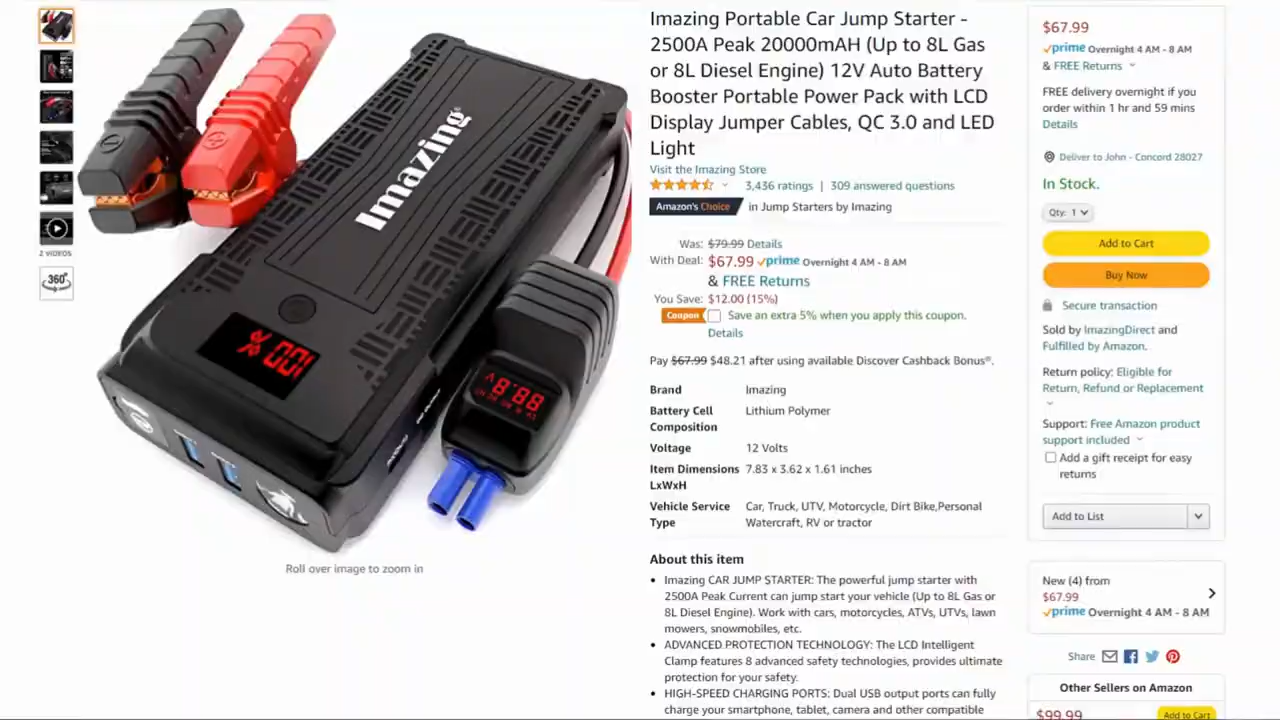 Imazing Portable Car Jump Starter -
2500A Peak 20000mAH (Up to 8L Gas
or 8L Diesel Engine) 12V Auto Battery
Booster Portable Power Pack with LCD
Display Jumper Cables, QC 3.0 and LED
Light
Visit the Imazing Store
3,436 ratings | 309 answered questions
Amazon's Choice in Jump Starters by Imazing
Was: $79.99 Details
With Deal: $67.99 prime Overnight 4 AM - 8 AM
& FREE Returns
You Save: $12.00 (15%)
Coupon Save an extra 5% when you apply this coupon.
Details
Pay $67.99 $48.21 after using available Discover Cashback Bonus®.
Brand Imazing
Battery Cell Composition Lithium Polymer
Voltage 12 Volts
Item Dimensions LxWxH 7.83 x 3.62 x 1.61 inches
Vehicle Service Type Car, Truck, UTV, Motorcycle, Dirt Bike,Personal
Watercraft, RV or tractor
About this item
Imazing CAR JUMP STARTER: The powerful jump starter with
2500A Peak Current can jump start your vehicle (Up to 8L Gas or
8L Diesel Engine). Work with cars, motorcycles, ATVs, UTVs, lawn
mowers, snowmobiles, etc.
ADVANCED PROTECTION TECHNOLOGY: The LCD Intelligent
Clamp features 8 advanced safety technologies, provides ultimate
protection for your safety.
HIGH-SPEED CHARGING PORTS: Dual USB output ports can fully
charge your smartphone, tablet, camera and other compatible
Imazing
100%
88.8 V
2 VIDEOS
360°
Roll over image to zoom in
$67.99
prime Overnight 4 AM - 8 AM
& FREE Returns
FREE delivery overnight if you
order within 1 hr and 59 mins
Details
Deliver to John - Concord 28027
In Stock.
Qty: 1
Add to Cart
Buy Now
Secure transaction
Sold by ImazingDirect and
Fulfilled by Amazon.
Return policy: Eligible for
Return, Refund or Replacement
Support: Free Amazon product
support included
Add a gift receipt for easy
returns
Add to List
New (4) from
$67.99
prime Overnight 4 AM - 8 AM
Share
Other Sellers on Amazon
$99.99
Add to Cart